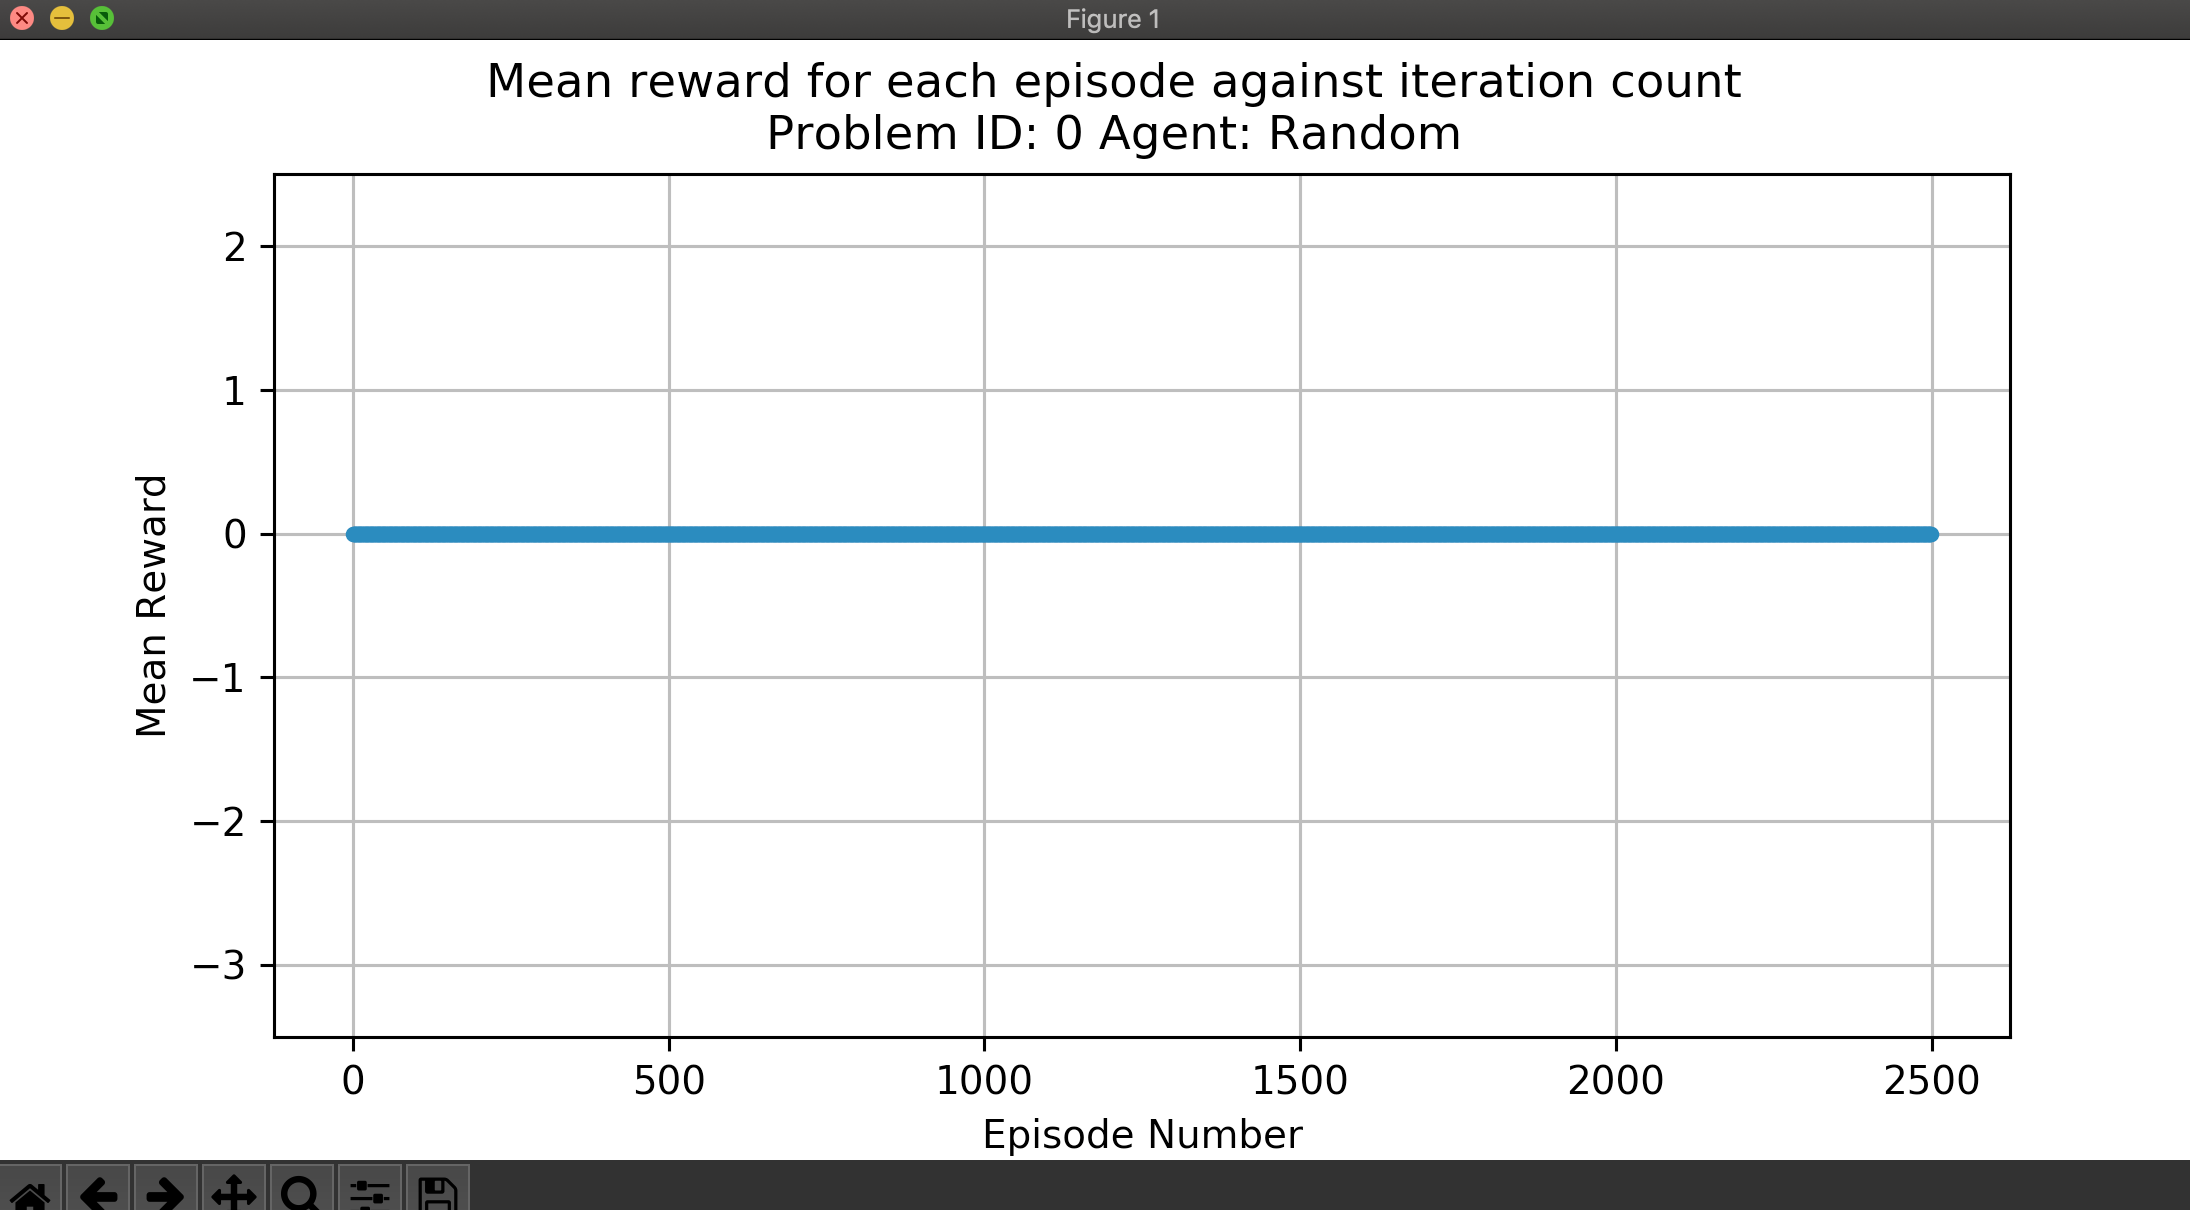 Figure 1
Mean reward for each episode against iteration count
Problem ID: 0 Agent: Random
2
1
0
−1
−2
−3
Mean Reward
0 500 1000 1500 2000 2500
Episode Number